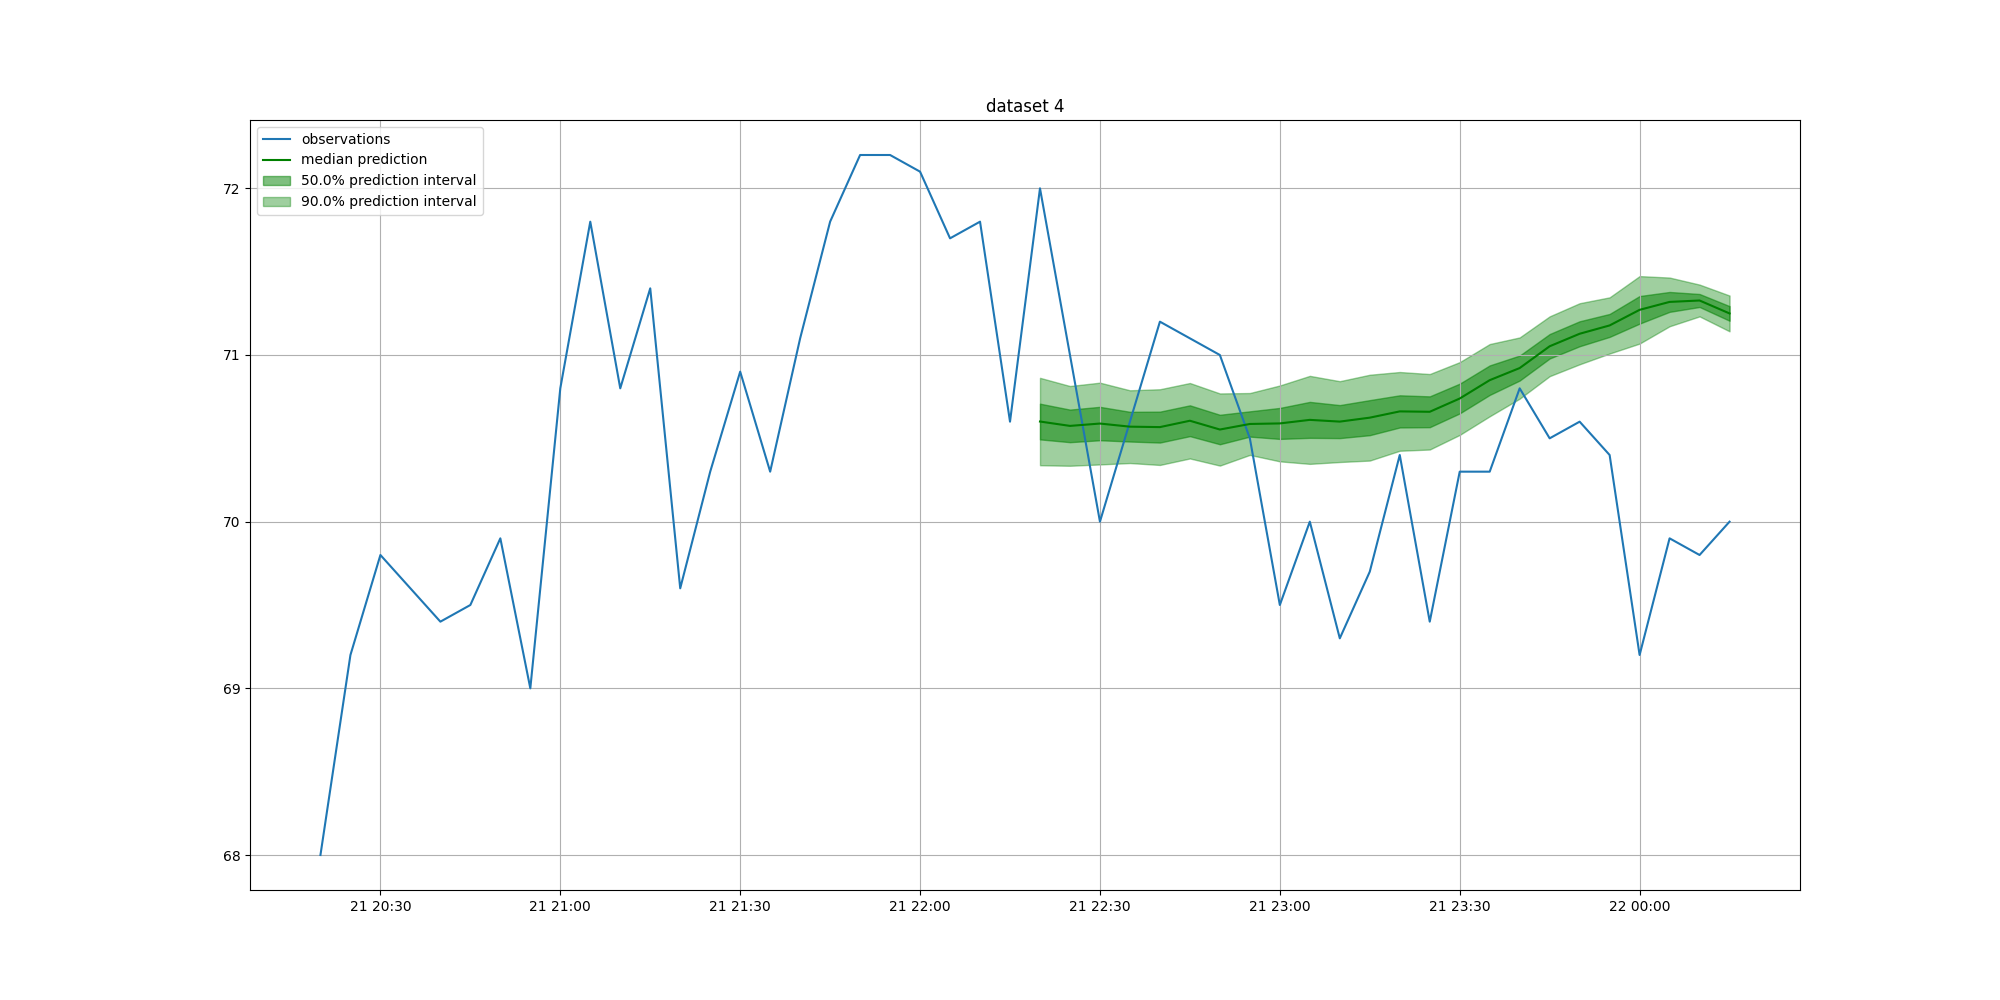 dataset 4
observations
median prediction
50.0% prediction interval
90.0% prediction interval
72
71
70
69
68
21 20:30
21 21:00
21 21:30
21 22:00
21 22:30
21 23:00
21 23:30
22 00:00